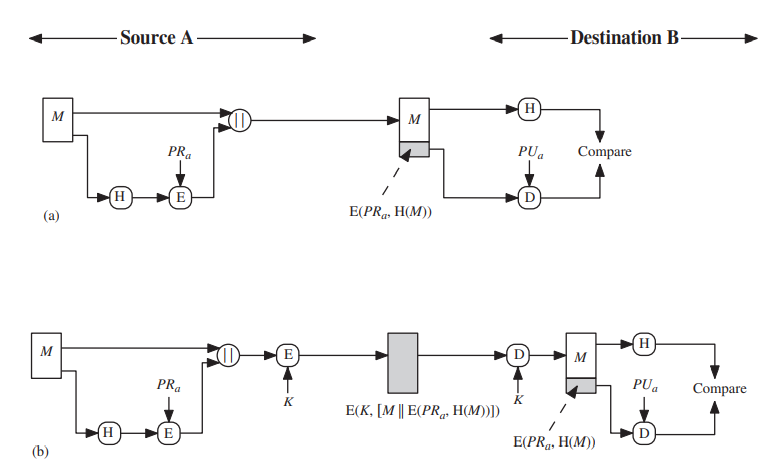 Source A Destination B
M || M H
PRa PUa Compare
H E D
E(PRa, H(M))
(a)
M || E D M H
K K
PRa PUa Compare
E(K, [M || E(PRa, H(M))])
H E D
E(PRa, H(M))
(b)